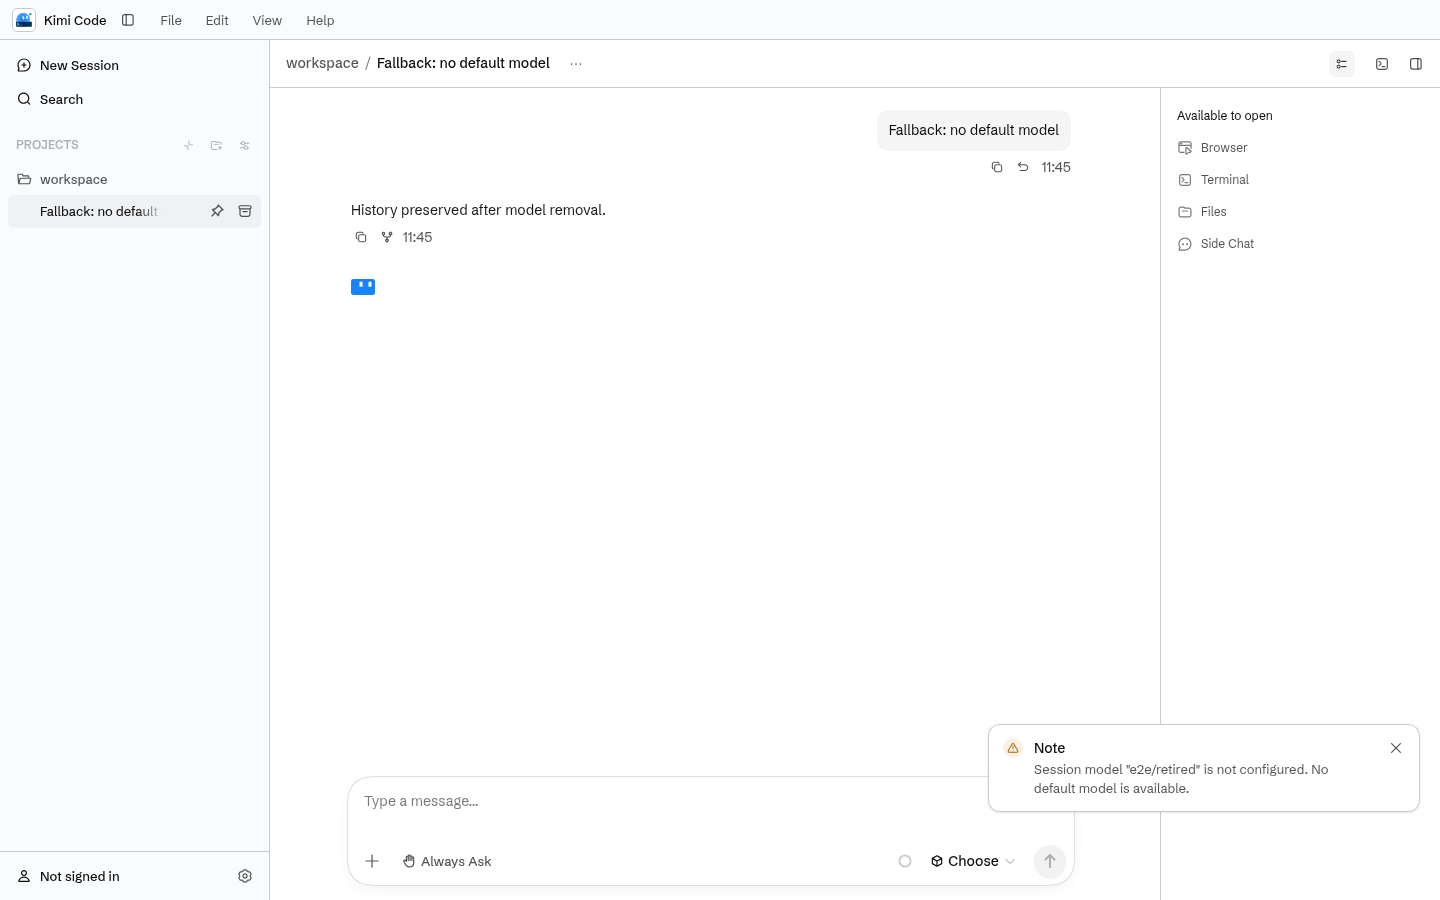 Kimi Code File Edit View Help
New Session
Search
PROJECTS
workspace
Fallback: no default
Not signed in
workspace / Fallback: no default model ...
Fallback: no default model
11:45
History preserved after model removal.
11:45
Type a message...
Always Ask
Choose
Available to open
Browser
Terminal
Files
Side Chat
Note
Session model "e2e/retired" is not configured. No
default model is available.